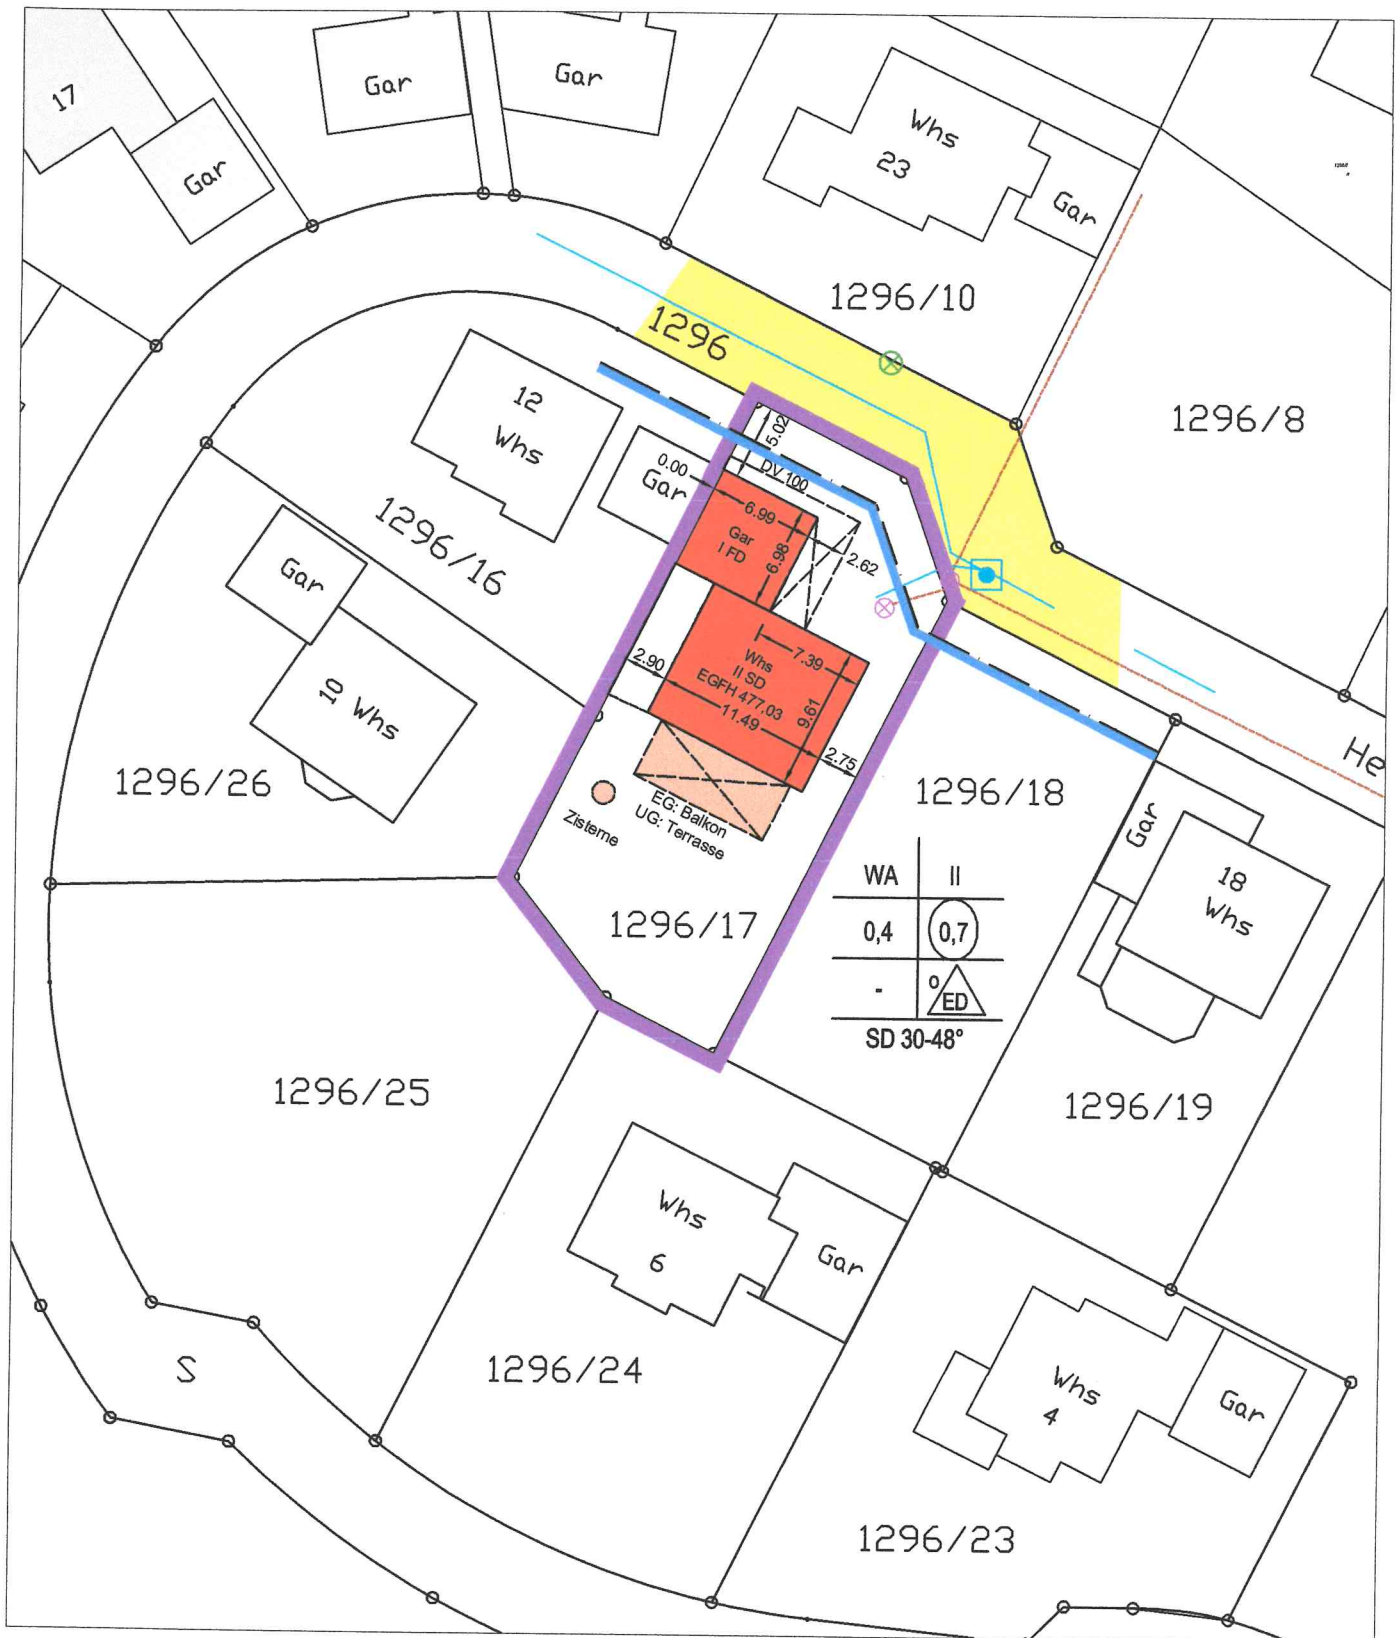 17
Gar
Gar
Gar
Whs
23
Gar
1296/10
1296
1296/8
12
Whs
Gar
1296/16
0.00
5.02
DV 100
6.99
Gar
I FD
6.98
2.62
Gar
10 Whs
1296/26
2.90
7.39
Whs
II SD
EGFH 477.03
11.49
9.61
2.75
Zisterne
EG: Balkon
UG: Terrasse
1296/17
1296/18
He
Gar
18
Whs
WA II
0,4 0,7
- o ED
SD 30-48°
1296/25
1296/19
Whs
6
Gar
S
1296/24
Whs
4
Gar
1296/23